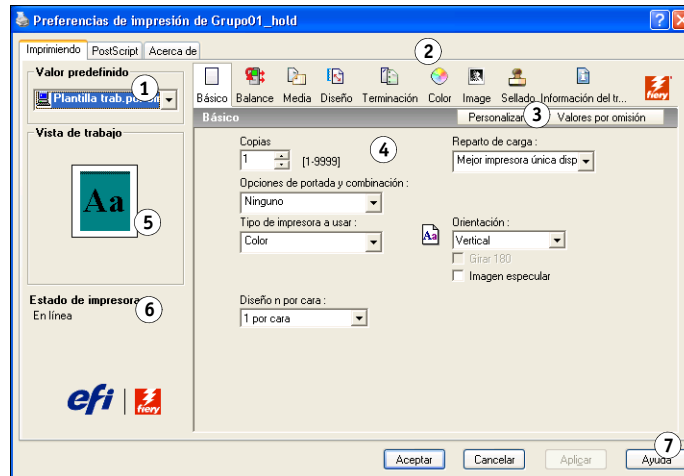 Preferencias de impresión de Grupo01_hold
Imprimiendo PostScript Acerca de
Valor predefinido
1
Plantilla
Vista de trabajo
Aa
5
Estado de impresora
6
En línea
efi fiery
2
Básico Balance Media Diseño Terminación Color Image Sellado Información del tr...
fiery
Básico
Personalizar 3 Valores por omisión
Copias
1 [1-9999]
4
Reparto de carga :
Mejor impresora única disp
Opciones de portada y combinación :
Ninguno
Tipo de impresora a usar :
Color
Aa
Orientación :
Vertical
Girar 180
Imagen especular
Diseño n por cara :
1 por cara
7
Aceptar Cancelar Aplicar Ayuda